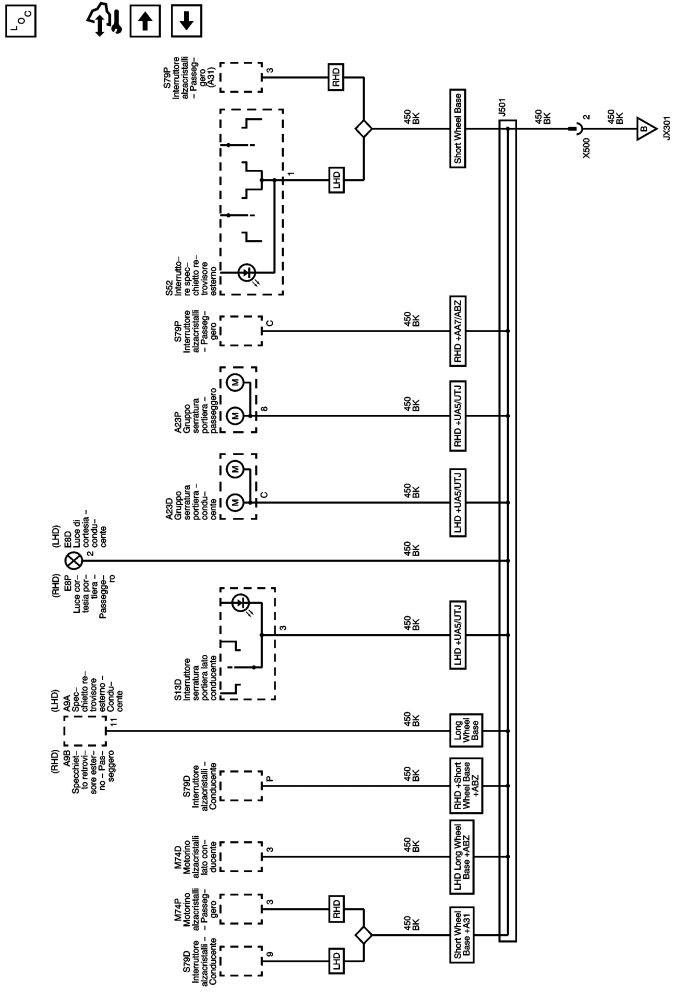 LOC
S79P
Interruttore
alzacristalli
– Passeg–
gero
(A31)
3
RHD
S52
Interrutto–
re spec–
chietto re–
trovisore
esterno
1
LHD
450
BK
Short Wheel Base
J501
450
BK
2
X500
450
BK
B
JX301
S79P
Interruttore
alzacristalli
– Passeg–
gero
C
450
BK
RHD +AA7/ABZ
A23P
Gruppo
serratura
portiera –
passeggero
M
M
8
450
BK
RHD +UA5/UTJ
A23D
Gruppo
serratura
portiera –
condu–
cente
M
M
C
450
BK
LHD +UA5/UTJ
(LHD)
E8D
Luce di
cortesia –
condu–
cente
(RHD)
E8P
Luce cor–
tesia por–
tiera –
Passegge–
ro
2
450
BK
S13D
Interruttore
serratura
portiera lato
conducente
3
450
BK
LHD +UA5/UTJ
(LHD)
A9A
Spec–
chietto re–
trovisore
esterno –
Condu–
cente
(RHD)
A9B
Specchiet–
to retrovi–
sore ester–
no – Pas–
seggero
11
450
BK
Long
Wheel
Base
S79D
Interruttore
alzacristalli –
Conducente
P
450
BK
RHD +Short
Wheel Base
+ABZ
M74D
Motorino
alzacristalli
lato con–
ducente
3
450
BK
LHD Long Wheel
Base +ABZ
M74P
Motorino
alzacristalli
– Passeg–
gero
3
RHD
S79D
Interruttore
alzacristalli –
Conducente
9
LHD
450
BK
Short Wheel
Base +A31